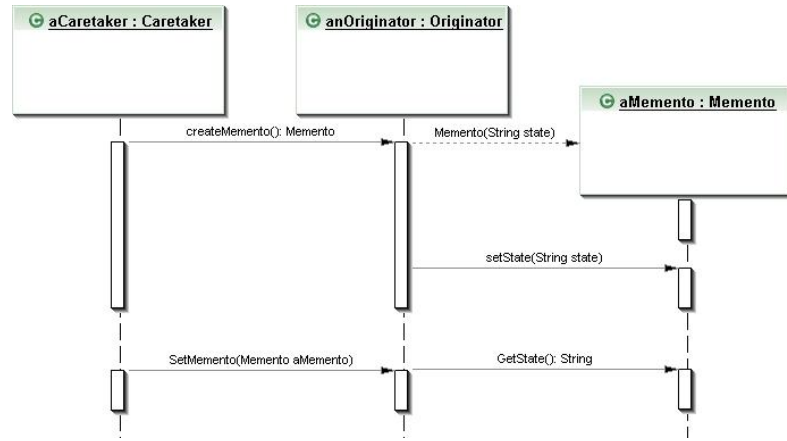 aCaretaker : Caretaker
anOriginator : Originator
aMemento : Memento
createMemento(): Memento
Memento(String state)
setState(String state)
SetMemento(Memento aMemento)
GetState(): String